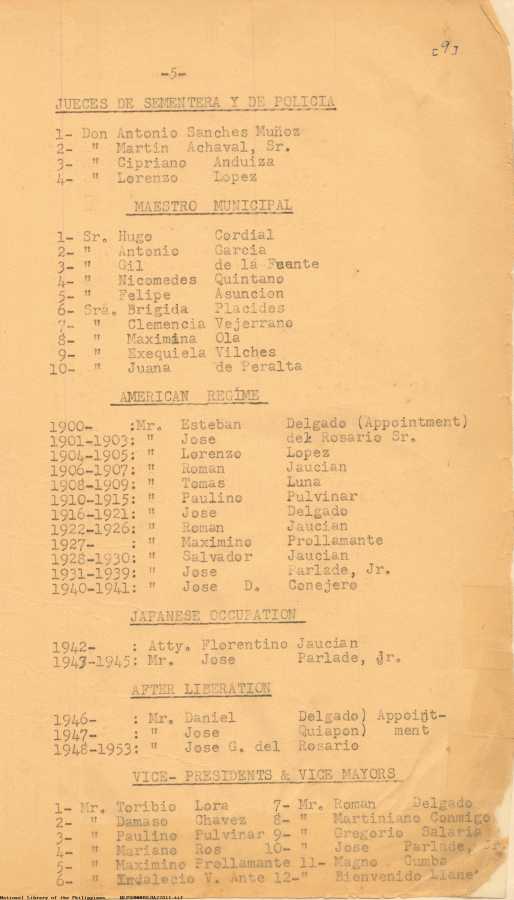 [9]
-5-
JUECES DE SEMENTERA Y DE POLICIA
1- Don Antonio Sanches Muñoz
2- " Martin Achaval, Sr.
3- " Cipriano Anduiza
4- " Lorenzo Lopez
MAESTRO MUNICIPAL
1- Sr. Hugo Cordial
2- " Antonio Garcia
3- " Gil de la Fuente
4- " Nicomedes Quintano
5- " Felipe Asuncion
6- Sra. Brigida Placides
7- " Clemencia Vejerrano
8- " Maximina Ola
9- " Exequiela Vilches
10- " Juana de Peralta
AMERICAN REGIME
1900- :Mr. Esteban Delgado (Appointment)
1901-1903: " Jose del Rosario Sr.
1904-1905: " Lorenzo Lopez
1906-1907: " Roman Jaucian
1908-1909: " Tomas Luna
1910-1915: " Paulino Pulvinar
1916-1921: " Jose Delgado
1922-1926: " Roman Jaucian
1927- : " Maximino Prollamante
1928-1930: " Salvador Jaucian
1931-1939: " Jose Parlade, Jr.
1940-1941: " Jose D. Conejero
JAPANESE OCCUPATION
1942- : Atty. Florentino Jaucian
1943-1945: Mr. Jose Parlade, Jr.
AFTER LIBERATION
1946- : Mr. Daniel Delgado) Appoint-
1947- : " Jose Quiapon) ment
1948-1953: " Jose G. del Rosario
VICE- PRESIDENTS & VICE MAYORS
1- Mr. Toribio Lora 7- Mr. Roman Delgado
2- " Damaso Chavez 8- " Martiniano Conmigo
3- " Paulino Pulvinar 9- " Gregorio Salaria
4- " Mariano Ros 10- " Jose Parlade, Jr.
5- " Maximino Prollamante 11- " Magno Cumba
6- " Indalecio V. Ante 12- " Bienvenido Llane
National Library of the Philippines